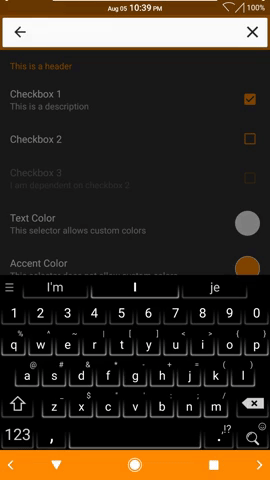 Aug 05 10:39 PM 100%
This is a header
Checkbox 1
This is a description
Checkbox 2
Checkbox 3
I am dependent on checkbox 2
Text Color
This selector allows custom colors
Accent Color
This selector does not allow custom colors
I'm I je
1 2 3 4 5 6 7 8 9 0
q w e r t y u i o p
a s d f g h j k l
z x c v b n m
123 , . ,!?